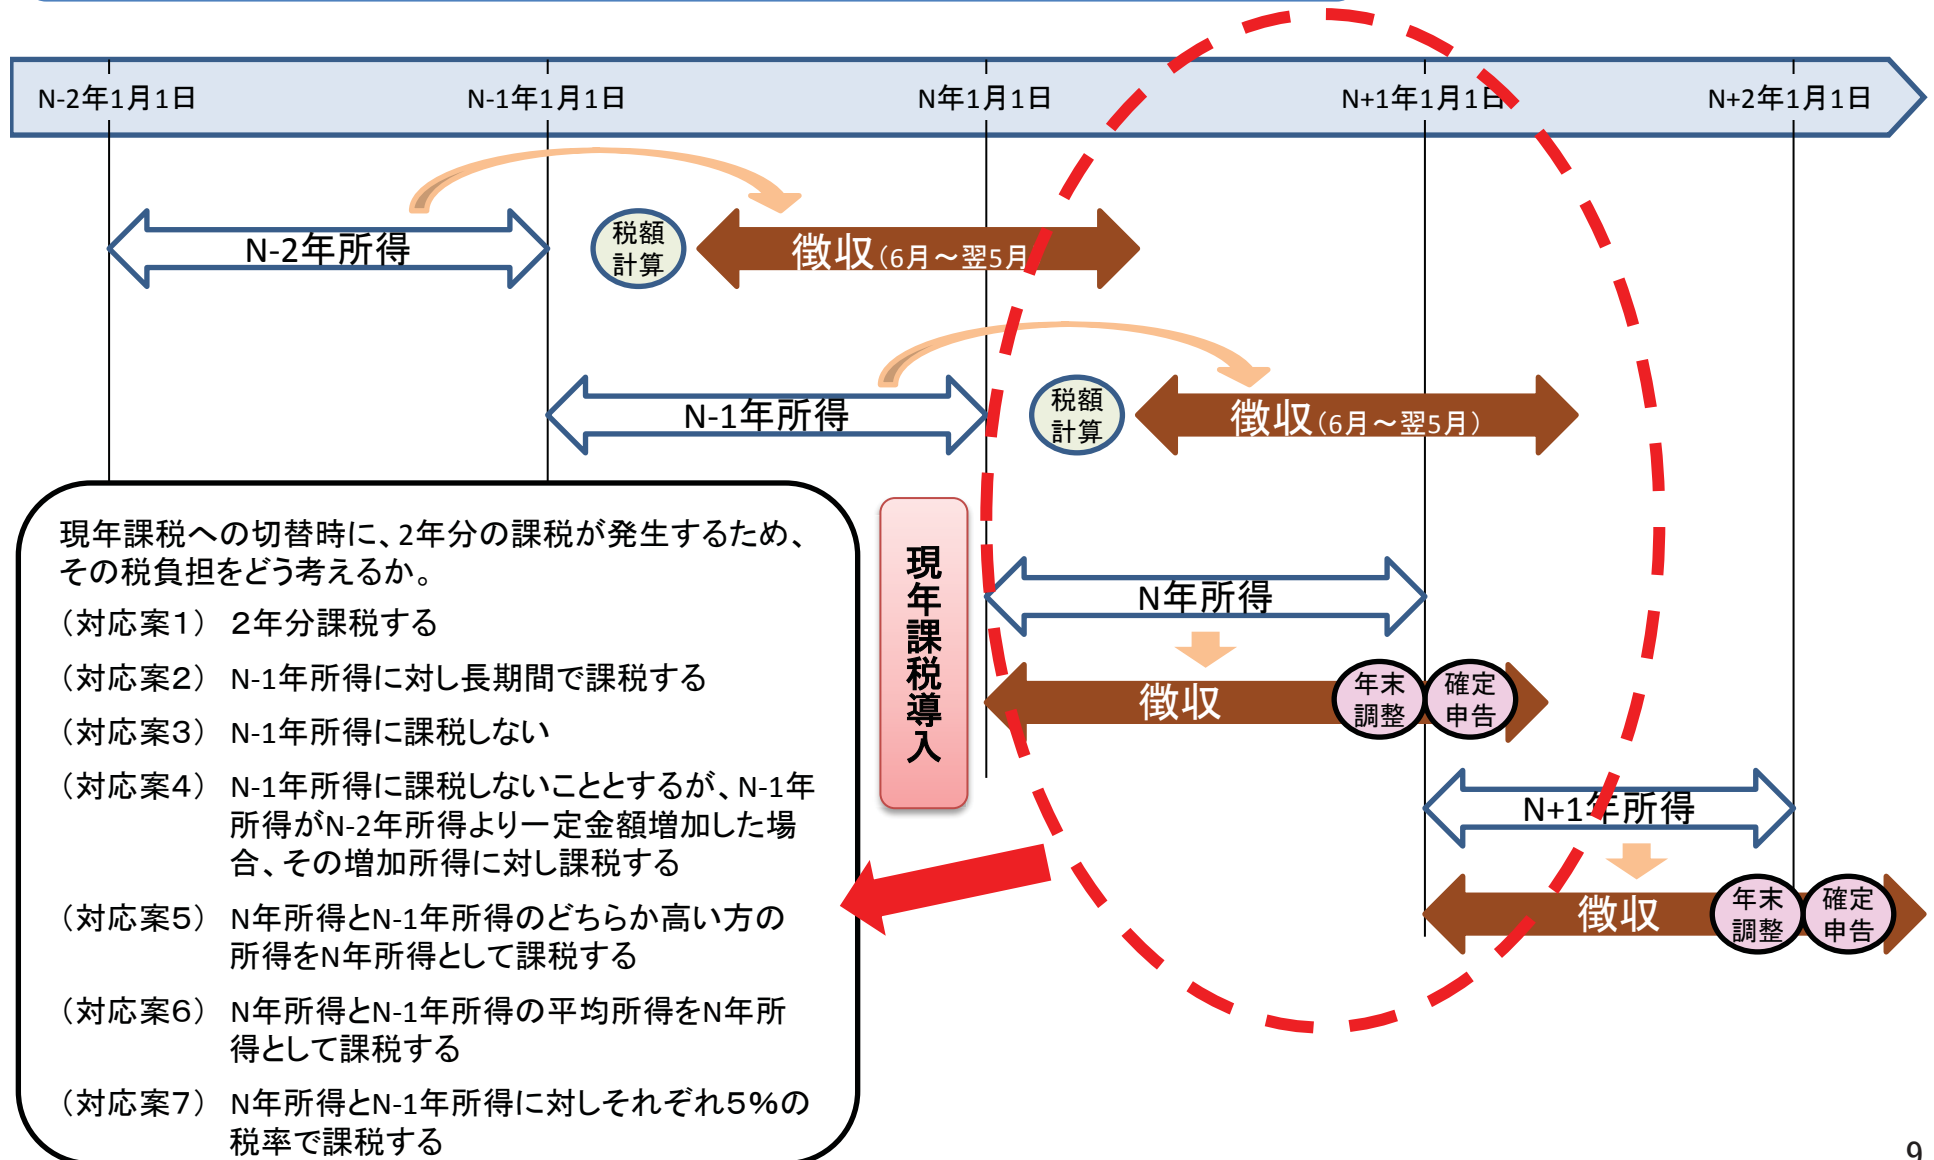 N-2年1月1日
N-1年1月1日
N年1月1日
N+1年1月1日
N+2年1月1日
N-2年所得
税額
計算
徴収(6月～翌5月
N-1年所得
税額
計算
徴収(6月～翌5月）
現年課税への切替時に、2年分の課税が発生するため、
その税負担をどう考えるか。
（対応案１） ２年分課税する
（対応案２） N-1年所得に対し長期間で課税する
（対応案３） N-1年所得に課税しない
（対応案４） N-1年所得に課税しないこととするが、N-1年
所得がN-2年所得より一定金額増加した場
合、その増加所得に対し課税する
（対応案５） N年所得とN-1年所得のどちらか高い方の
所得をN年所得として課税する
（対応案６） N年所得とN-1年所得の平均所得をN年所
得として課税する
（対応案７） N年所得とN-1年所得に対しそれぞれ５％の
税率で課税する
現年課税導入
N年所得
徴収
年末
調整
確定
申告
N+1年所得
徴収
年末
調整
確定
申告
9